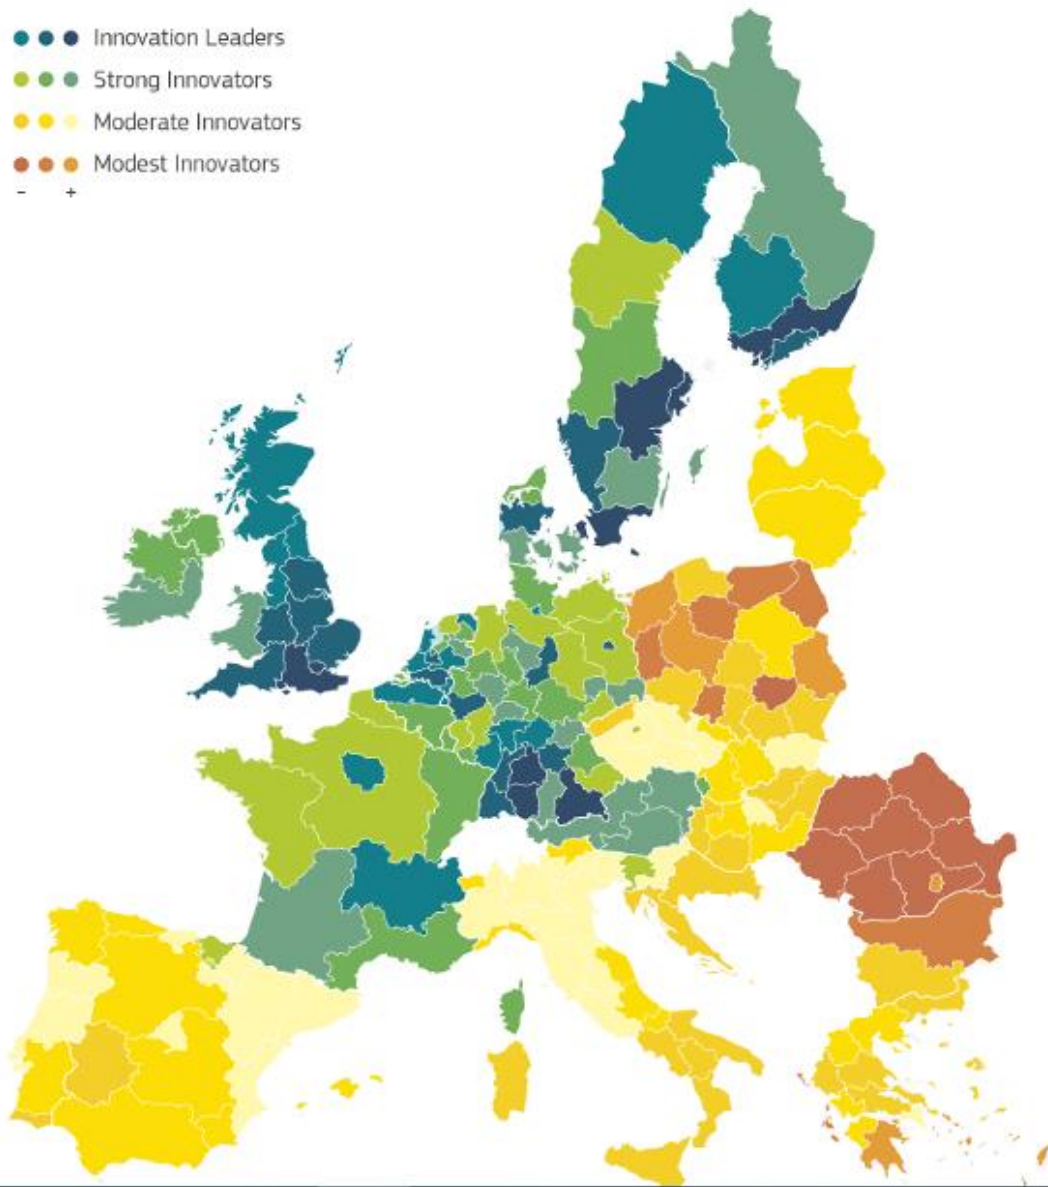 Innovation Leaders
Strong Innovators
Moderate Innovators
Modest Innovators
- +